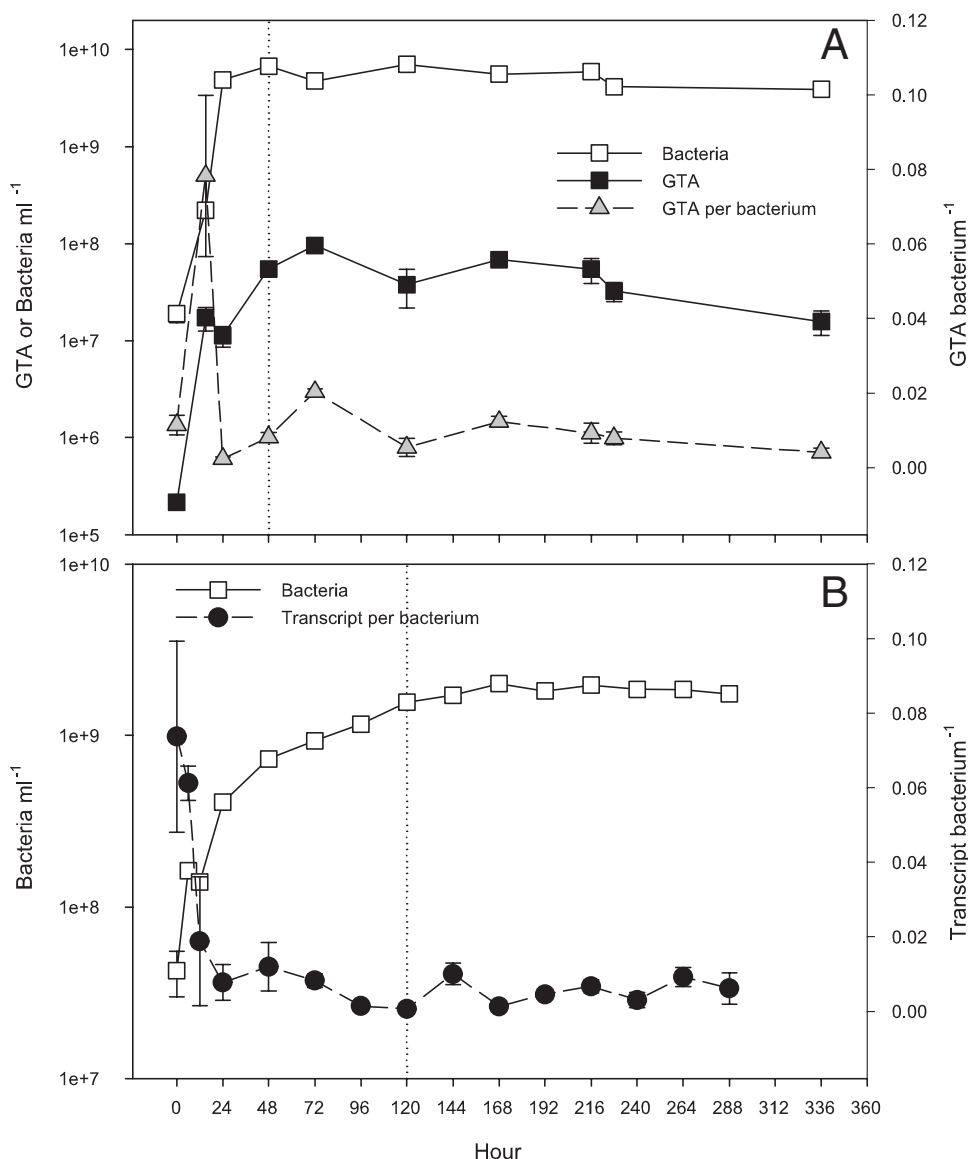 A
1e+10
1e+9
1e+8
1e+7
1e+6
1e+5
GTA or Bacteria ml -1
0.12
0.10
0.08
0.06
0.04
0.02
0.00
GTA bacterium-1
Bacteria
GTA
GTA per bacterium
B
1e+10
1e+9
1e+8
1e+7
Bacteria ml-1
0.12
0.10
0.08
0.06
0.04
0.02
0.00
Transcript bacterium-1
Bacteria
Transcript per bacterium
0 24 48 72 96 120 144 168 192 216 240 264 288 312 336 360
Hour